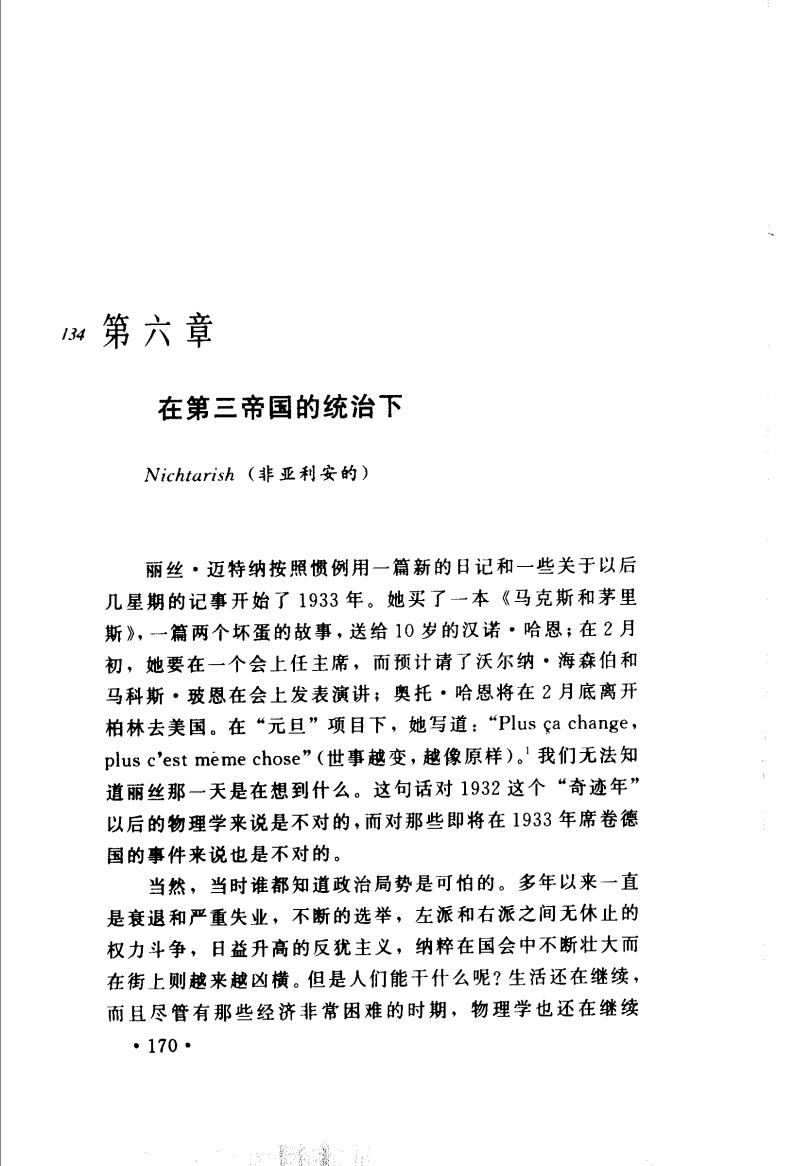 134 第六章
在第三帝国的统治下
Nichtarish（非亚利安的）
丽丝·迈特纳按照惯例用一篇新的日记和一些关于以后
几星期的记事开始了 1933 年。她买了一本《马克斯和茅里
斯》，一篇两个坏蛋的故事，送给 10 岁的汉诺·哈恩；在 2 月
初，她要在一个会上任主席，而预计请了沃尔纳·海森伯和
马科斯·玻恩在会上发表演讲；奥托·哈恩将在 2 月底离开
柏林去美国。在“元旦”项目下，她写道：“Plus ça change,
plus c'est mème chose”(世事越变，越像原样)。¹ 我们无法知
道丽丝那一天是在想到什么。这句话对 1932 这个“奇迹年”
以后的物理学来说是不对的，而对那些即将在 1933 年席卷德
国的事件来说也是不对的。
当然，当时谁都知道政治局势是可怕的。多年以来一直
是衰退和严重失业，不断的选举，左派和右派之间无休止的
权力斗争，日益升高的反犹主义，纳粹在国会中不断壮大而
在街上则越来越凶横。但是人们能干什么呢？生活还在继续，
而且尽管有那些经济非常困难的时期，物理学也还在继续
·170·